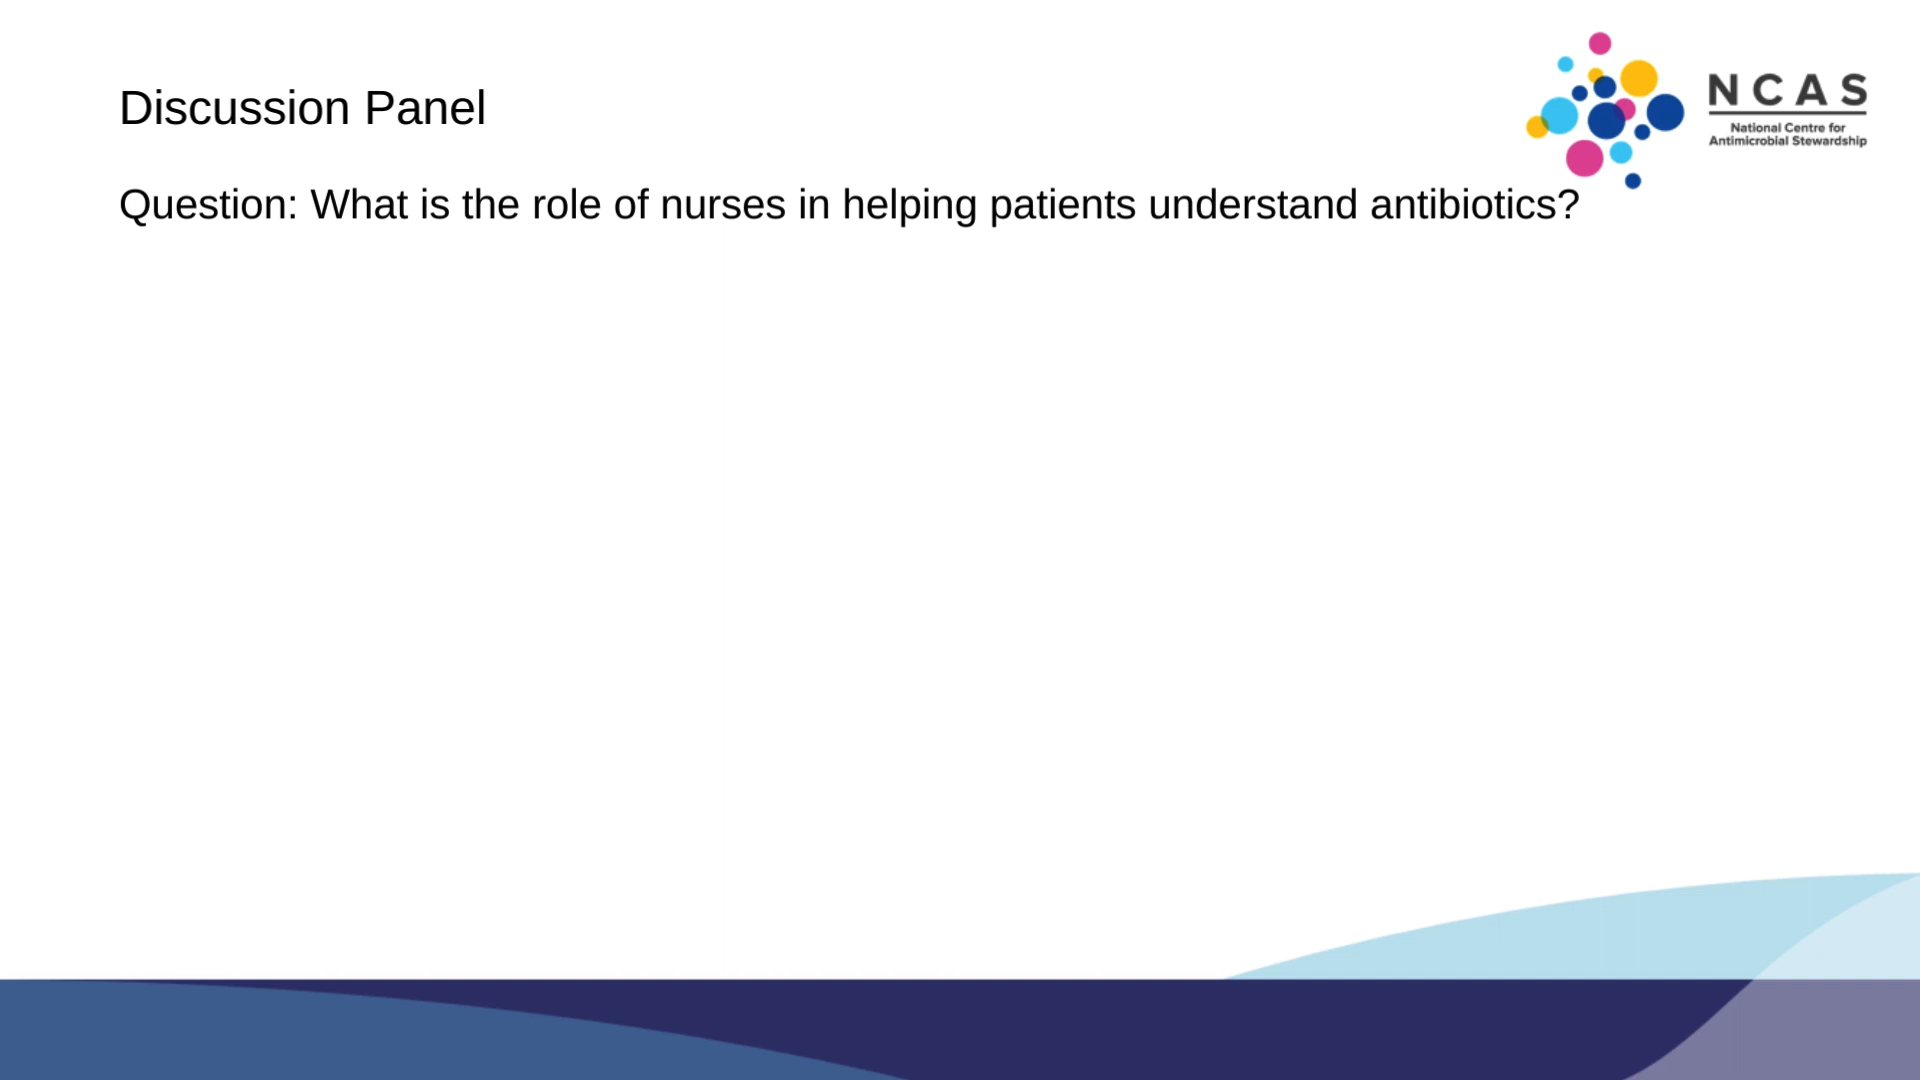 Discussion Panel
NCAS
National Centre for
Antimicrobial Stewardship
Question: What is the role of nurses in helping patients understand antibiotics?